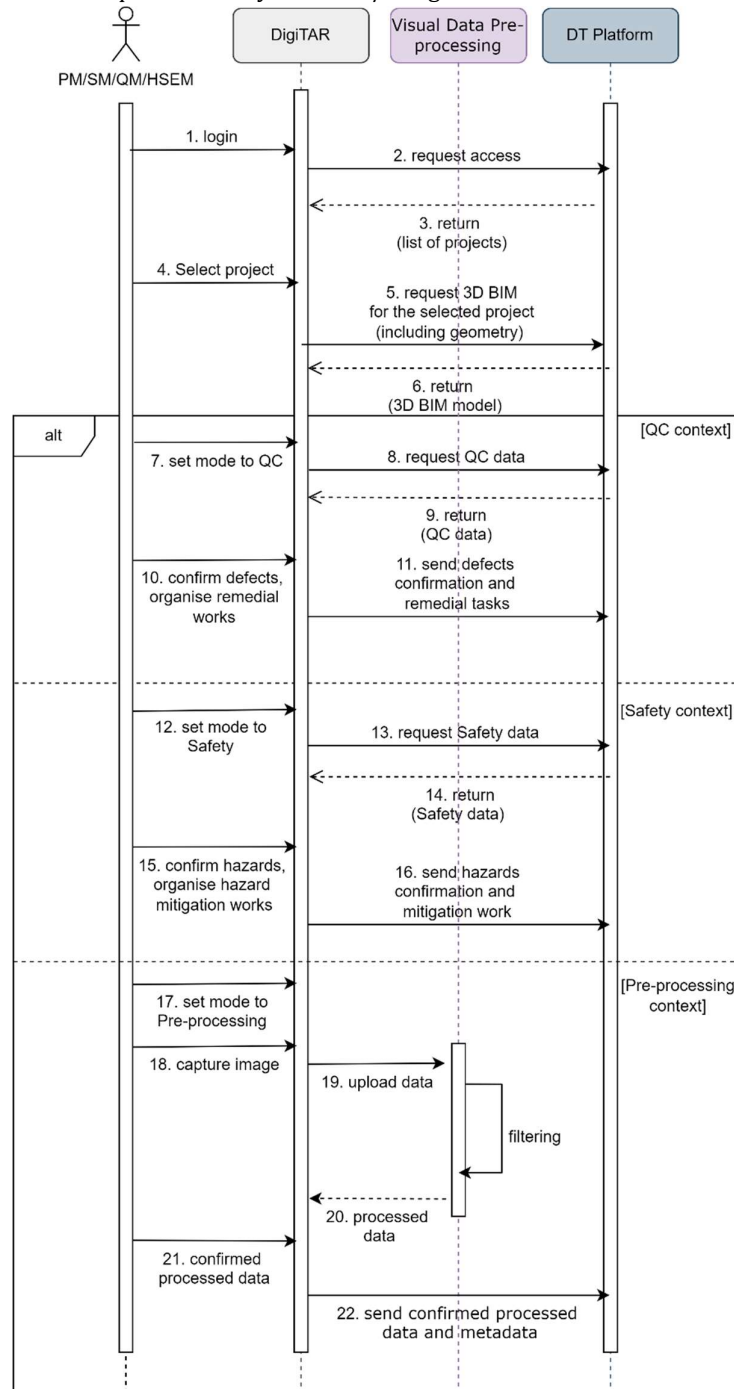 DigiTAR
Visual Data Pre-
processing
DT Platform
PM/SM/QM/HSEM
1. login
2. request access
3. return
(list of projects)
4. Select project
5. request 3D BIM
for the selected project
(including geometry)
6. return
(3D BIM model)
alt
[QC context]
7. set mode to QC
8. request QC data
9. return
(QC data)
10. confirm defects,
organise remedial
works
11. send defects
confirmation and
remedial tasks
[Safety context]
12. set mode to
Safety
13. request Safety data
14. return
(Safety data)
15. confirm hazards,
organise hazard
mitigation works
16. send hazards
confirmation and
mitigation work
[Pre-processing
context]
17. set mode to
Pre-processing
18. capture image
19. upload data
filtering
20. processed
data
21. confirmed
processed data
22. send confirmed processed
data and metadata